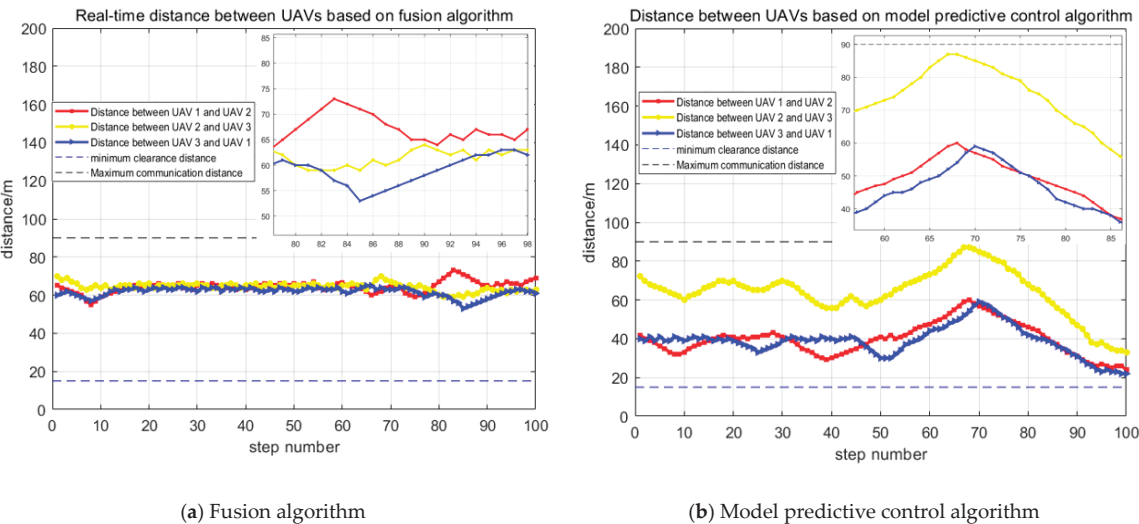 Real-time distance between UAVs based on fusion algorithm
200
180
160
140
120
100
80
60
40
20
0
distance/m
Distance between UAV 1 and UAV 2
Distance between UAV 2 and UAV 3
Distance between UAV 3 and UAV 1
minimum clearance distance
Maximum communication distance
85
80
75
70
65
60
55
50
80 82 84 86 88 90 92 94 96 98
0 10 20 30 40 50 60 70 80 90 100
step number
(a) Fusion algorithm
Distance between UAVs based on model predictive control algorithm
200
180
160
140
120
100
80
60
40
20
0
distance/m
Distance between UAV 1 and UAV 2
Distance between UAV 2 and UAV 3
Distance between UAV 3 and UAV 1
minimum clearance distance
Maximum communication distance
90
80
70
60
50
40
60 65 70 75 80 85
0 10 20 30 40 50 60 70 80 90 100
step number
(b) Model predictive control algorithm